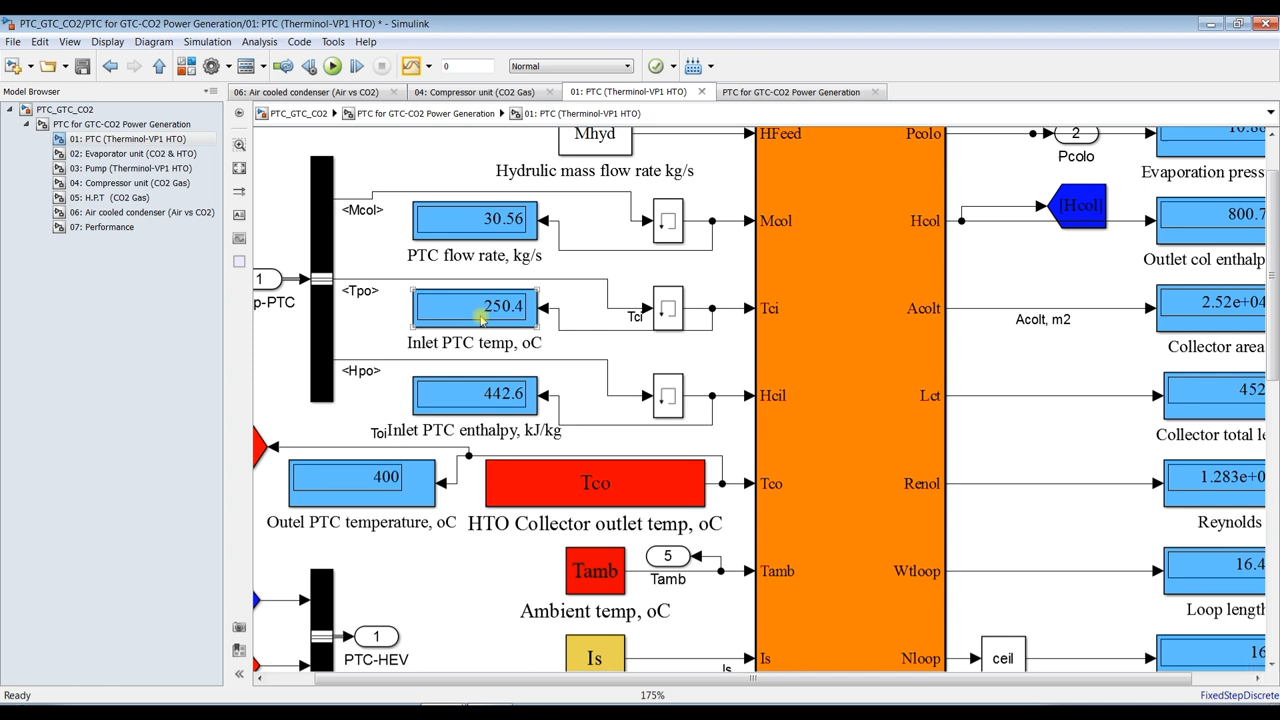 PTC_GTC_CO2/PTC for GTC-CO2 Power Generation/01: PTC (Therminol-VP1 HTO) * - Simulink
File Edit View Display Diagram Simulation Analysis Code Tools Help
0 Normal
Model Browser
06: Air cooled condenser (Air vs CO2) 04: Compressor unit (CO2 Gas) 01: PTC (Therminol-VP1 HTO) PTC for GTC-CO2 Power Generation
PTC_GTC_CO2 PTC for GTC-CO2 Power Generation 01: PTC (Therminol-VP1 HTO)
PTC_GTC_CO2
PTC for GTC-CO2 Power Generation
01: PTC (Therminol-VP1 HTO)
02: Evaporator unit (CO2 & HTO)
03: Pump (Therminol-VP1 HTO)
04: Compressor unit (CO2 Gas)
05: H.P.T (CO2 Gas)
06: Air cooled condenser (Air vs CO2)
07: Performance
Mhyd HFeed Pcolo 2
Pcolo
Hydrulic mass flow rate kg/s Evaporation press
<Mcol> 30.56 Mcol Hcol [Hcol] 800.7
PTC flow rate, kg/s Outlet col enthalp
1
p-PTC
<Tpo> 250.4 Tci Tci Acolt 2.52e+04
Acolt, m2
Inlet PTC temp, oC Collector area
<Hpo> 442.6 Hcil Lct 452
Toi Inlet PTC enthalpy, kJ/kg Collector total le
400 Tco Tco Renol 1.283e+0
Outel PTC temperature, oC HTO Collector outlet temp, oC Reynolds
Tamb 5 Tamb Wtloop 16.4
Tamb
Ambient temp, oC Loop length
1 Is Is Nloop ceil 16
PTC-HEV Is
Ready 175% FixedStepDiscrete